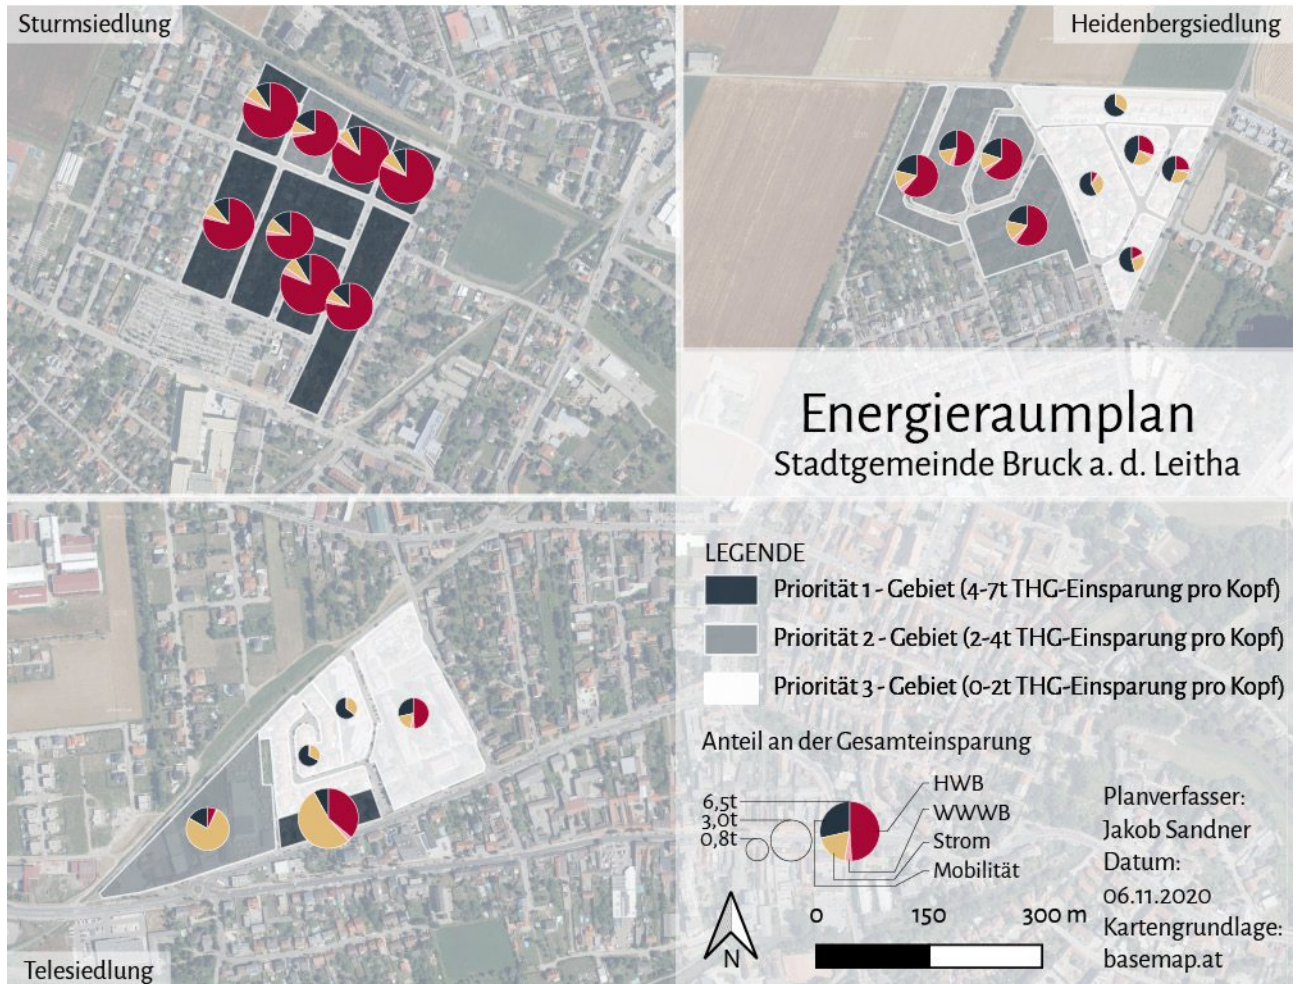 Sturmsiedlung
Heidenbergsiedlung
Energieraumplan
Stadtgemeinde Bruck a. d. Leitha
LEGENDE
Priorität 1 - Gebiet (4-7t THG-Einsparung pro Kopf)
Priorität 2 - Gebiet (2-4t THG-Einsparung pro Kopf)
Priorität 3 - Gebiet (0-2t THG-Einsparung pro Kopf)
Anteil an der Gesamteinsparung
6,5t
3,0t
0,8t
HWB
WWWB
Strom
Mobilität
N
0 150 300 m
Planverfasser:
Jakob Sandner
Datum:
06.11.2020
Kartengrundlage:
basemap.at
Telesiedlung